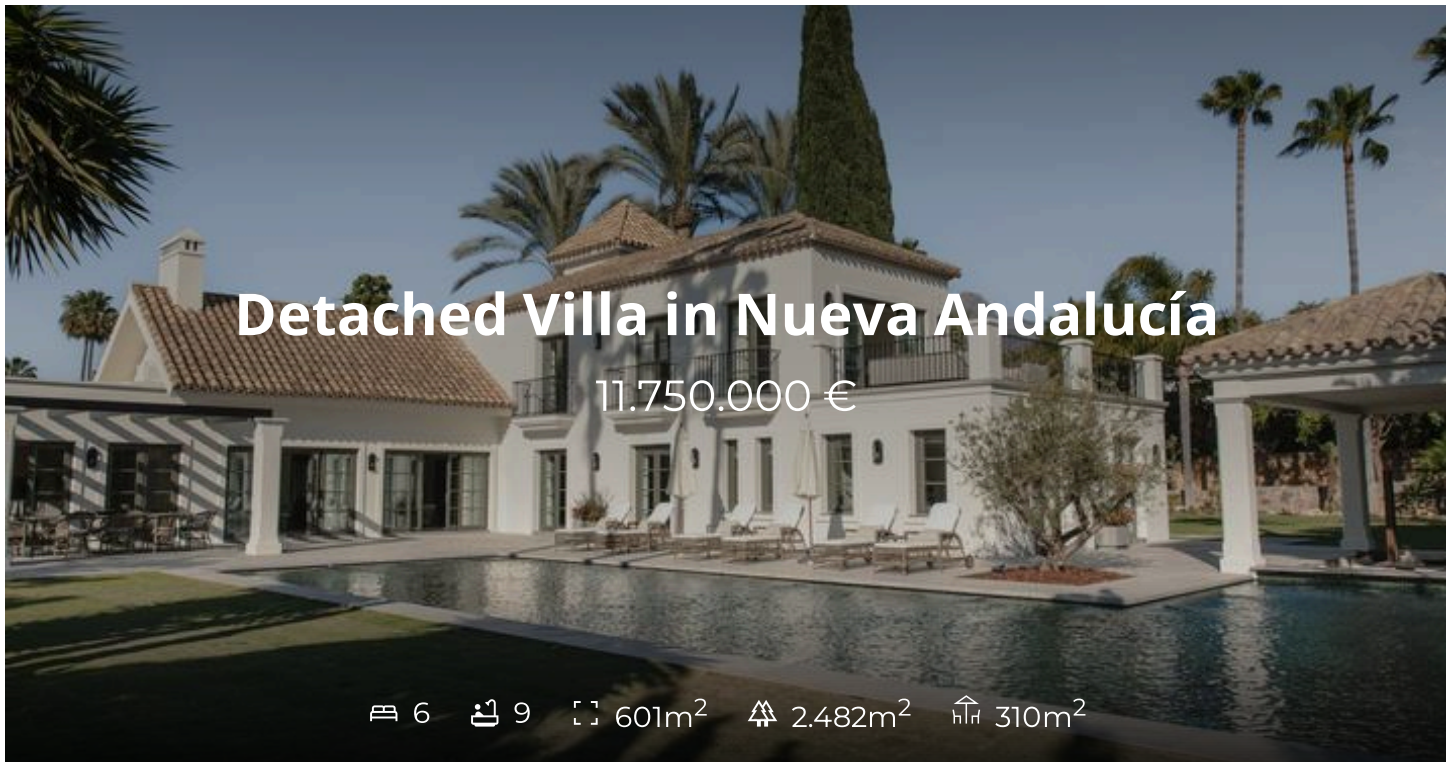 Detached Villa in Nueva Andalucía
11.750.000 €
6 9 601m² 2.482m² 310m²